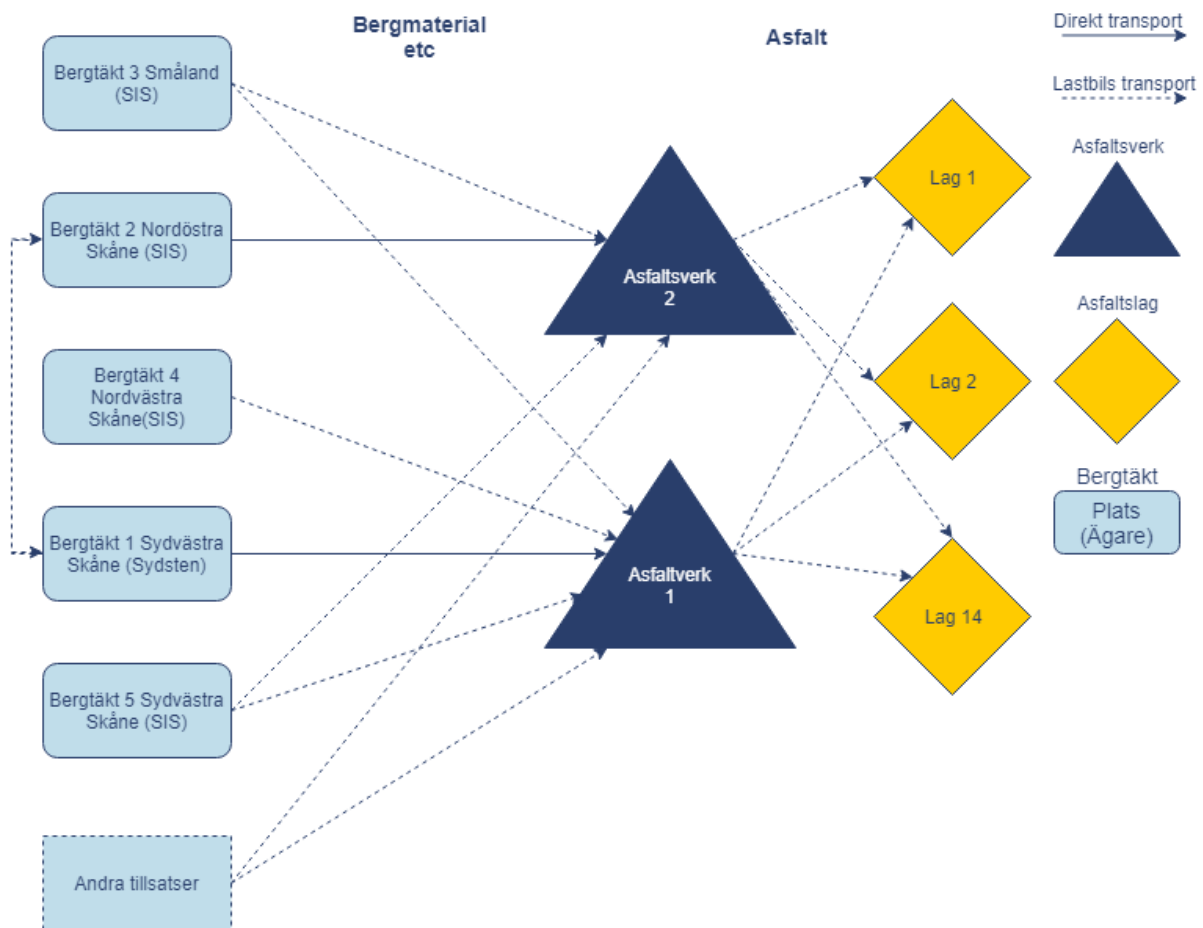 Bergmaterial
etc
Asfalt
Direkt transport
Lastbils transport
Asfaltsverk
Asfaltslag
Bergtäkt
Plats
(Ägare)
Bergtäkt 3 Småland
(SIS)
Bergtäkt 2 Nordöstra
Skåne (SIS)
Bergtäkt 4
Nordvästra
Skåne(SIS)
Bergtäkt 1 Sydvästra
Skåne (Sydsten)
Bergtäkt 5 Sydvästra
Skåne (SIS)
Andra tillsatser
Asfaltsverk
2
Asfaltverk
1
Lag 1
Lag 2
Lag 14